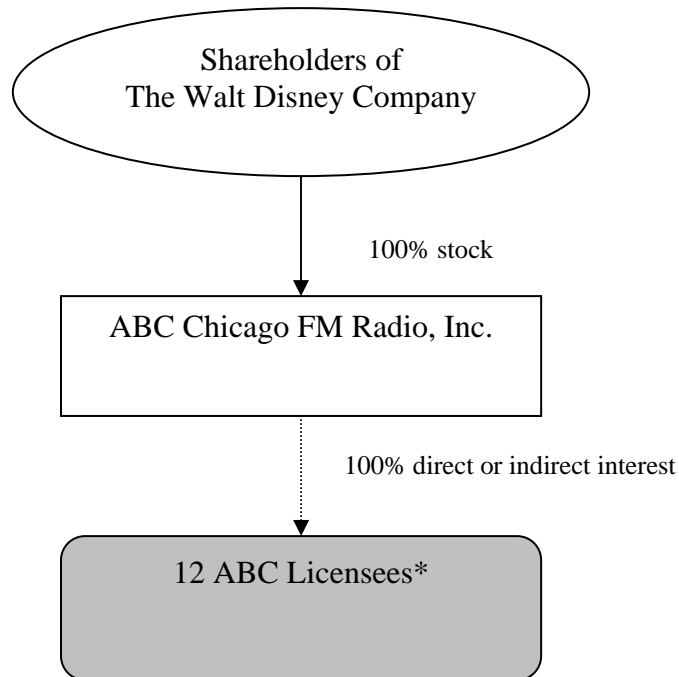 Shareholders of
The Walt Disney Company
100% stock
ABC Chicago FM Radio, Inc.
100% direct or indirect interest
12 ABC Licensees*